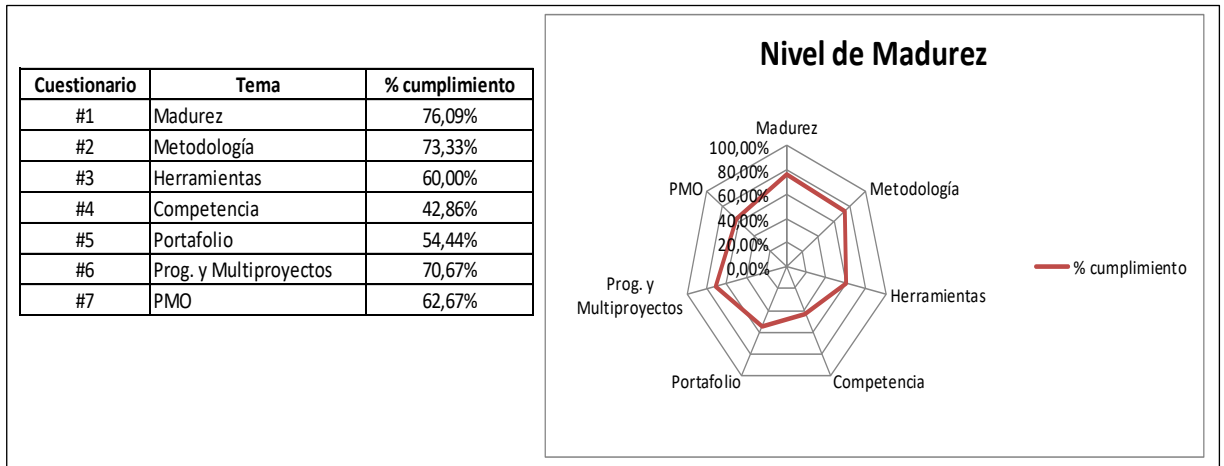 Cuestionario Tema % cumplimiento
#1 Madurez 76,09%
#2 Metodología 73,33%
#3 Herramientas 60,00%
#4 Competencia 42,86%
#5 Portafolio 54,44%
#6 Prog. y Multiproyectos 70,67%
#7 PMO 62,67%
Nivel de Madurez
Madurez
100,00%
80,00%
60,00%
40,00%
20,00%
0,00%
Metodología
Herramientas
Competencia
Portafolio
Prog. y
Multiproyectos
PMO
% cumplimiento